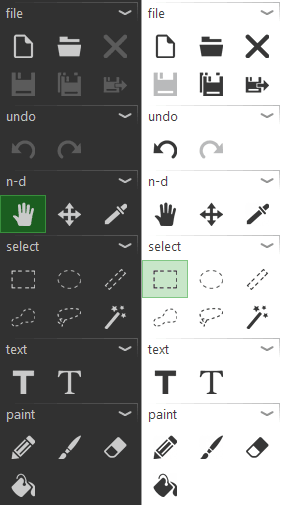 file
undo
n-d
select
text
T T
paint
file
undo
n-d
select
text
T T
paint